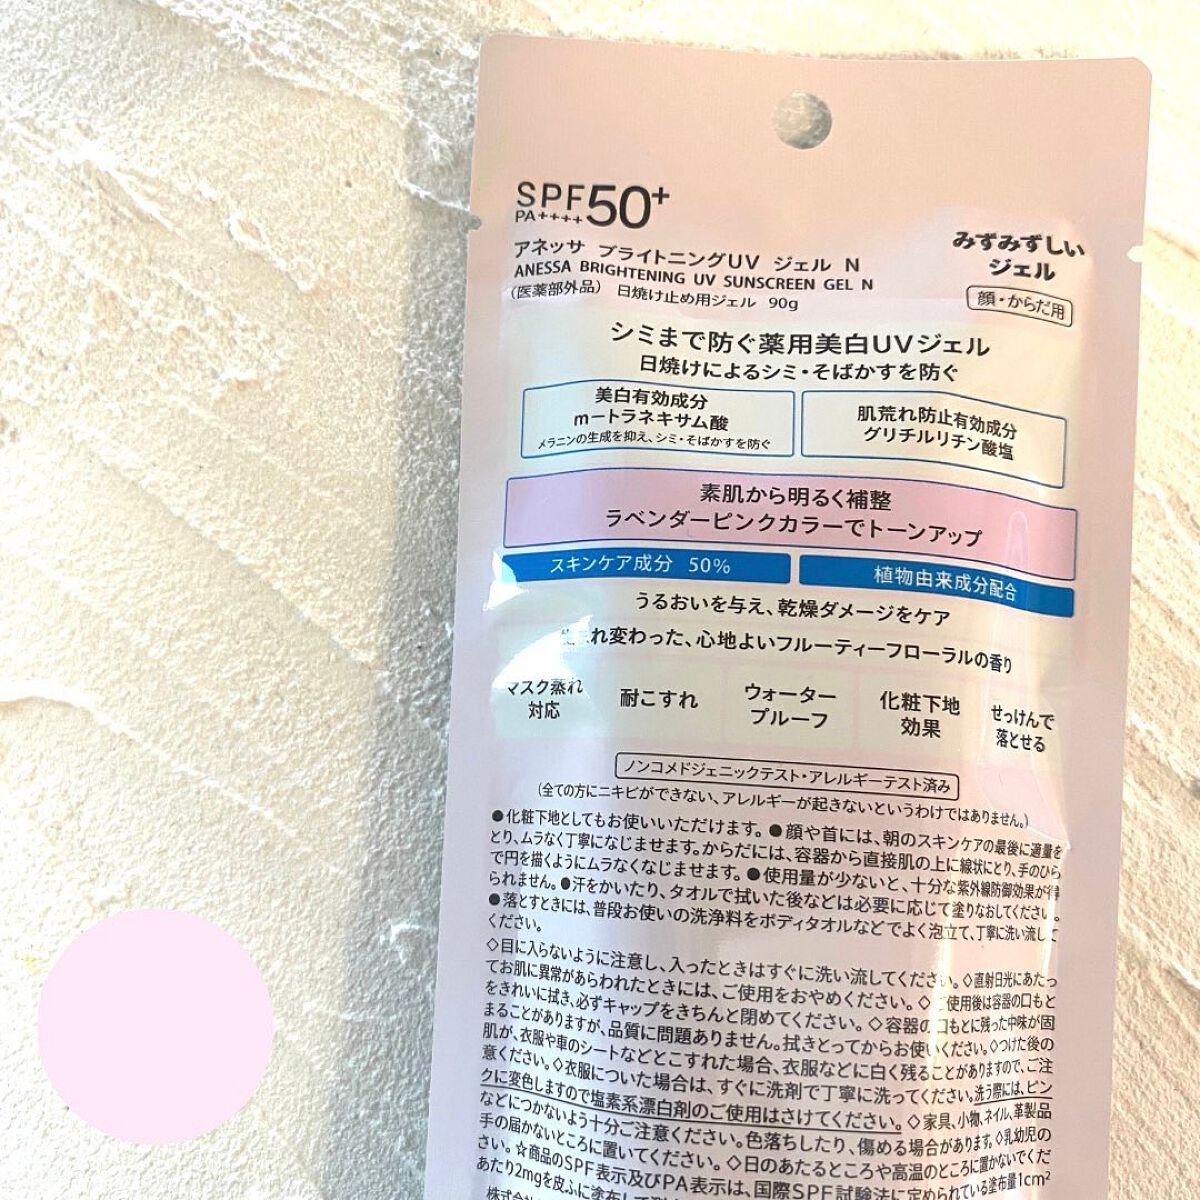 SPF50+
PA++++
アネッサ ブライトニングUV ジェル N
ANESSA BRIGHTENING UV SUNSCREEN GEL N
（医薬部外品） 日焼け止め用ジェル 90g
みずみずしい
ジェル
顔・からだ用
シミまで防ぐ薬用美白UVジェル
日焼けによるシミ・そばかすを防ぐ
美白有効成分
m－トラネキサム酸
メラニンの生成を抑え、シミ・そばかすを防ぐ
肌荒れ防止有効成分
グリチルリチン酸塩
素肌から明るく補整
ラベンダーピンクカラーでトーンアップ
スキンケア成分 50%
植物由来成分配合
うるおいを与え、乾燥ダメージをケア
生まれ変わった、心地よいフルーティーフローラルの香り
マスク蒸れ
対応
耐こすれ
ウォーター
プルーフ
化粧下地
効果
せっけんで
落とせる
ノンコメドジェニックテスト・アレルギーテスト済み
（全ての方にニキビができない、アレルギーが起きないというわけではありません。）
●化粧下地としてもお使いいただけます。●顔や首には、朝のスキンケアの最後に適量を
とり、ムラなく丁寧になじませます。からだには、容器から直接肌の上に線状にとり、手のひら
で円を描くようにムラなくなじませます。●使用量が少ないと、十分な紫外線防御効果が得
られません。●汗をかいたり、タオルで拭いた後などは必要に応じて塗りなおしてください。
●落とすときには、普段お使いの洗浄料をボディタオルなどでよく泡立て、丁寧に洗い流して
ください。
◇目に入らないように注意し、入ったときはすぐに洗い流してください。◇直射日光にあたっ
てお肌に異常があらわれたときには、ご使用をおやめください。◇ご使用後は容器の口もと
をきれいに拭き、必ずキャップをきちんと閉めてください。◇容器の口もとに残った中味が固
まることがありますが、品質に問題ありません。拭きとってからお使いください。◇つけた後の
肌が、衣服や車のシートなどとこすれた場合、衣服などに白く残ることがありますので、ご注
意ください。◇衣服についた場合は、すぐに洗剤で丁寧に洗ってください。洗う際には、ピン
クに変色しますので塩素系漂白剤のご使用はさけてください。◇家具、小物、ネイル、革製品
などにつかないよう十分ご注意ください。色落ちしたり、傷める場合があります。◇乳幼児の
手の届かないところに置いてください。◇日のあたるところや高温のところに置かないでくだ
さい。☆商品のSPF表示及びPA表示は、国際SPF試験法に定められている塗布量1cm²
あたり2mgを皮ふに塗布して
株式会社